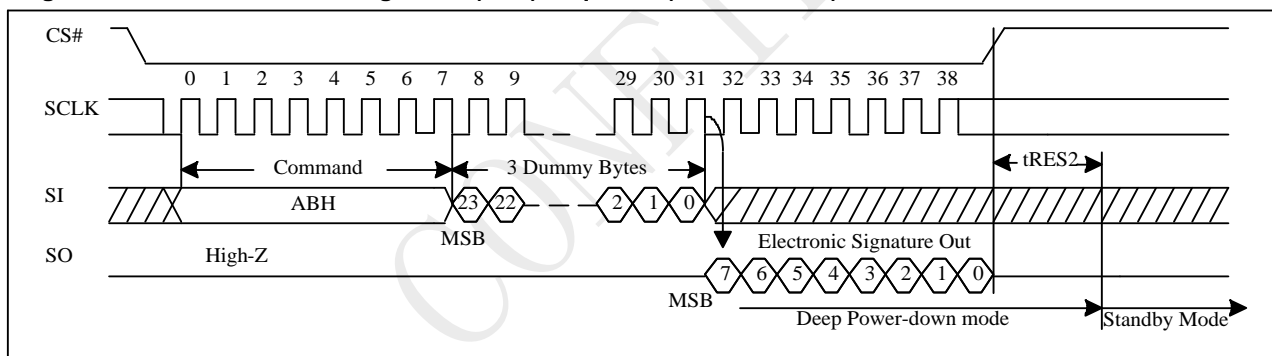 CS#
0 1 2 3 4 5 6 7 8 9 29 30 31 32 33 34 35 36 37 38
SCLK
Command 3 Dummy Bytes tRES2
SI ABH 23 22 2 1 0
MSB Electronic Signature Out
SO High-Z
7 6 5 4 3 2 1 0
MSB
Deep Power-down mode Standby Mode